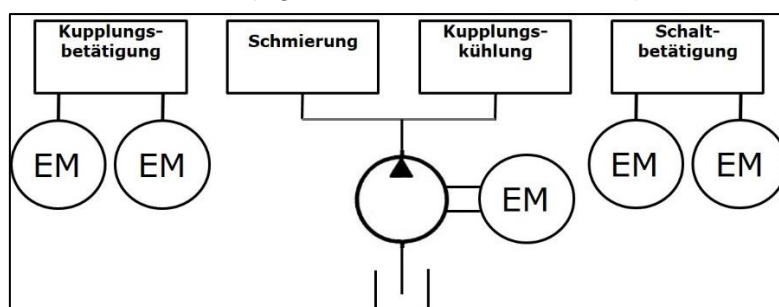 Kupplungs-
betätigung
Schmierung
Kupplungs-
kühlung
Schalt-
betätigung
EM
EM
EM
EM
EM